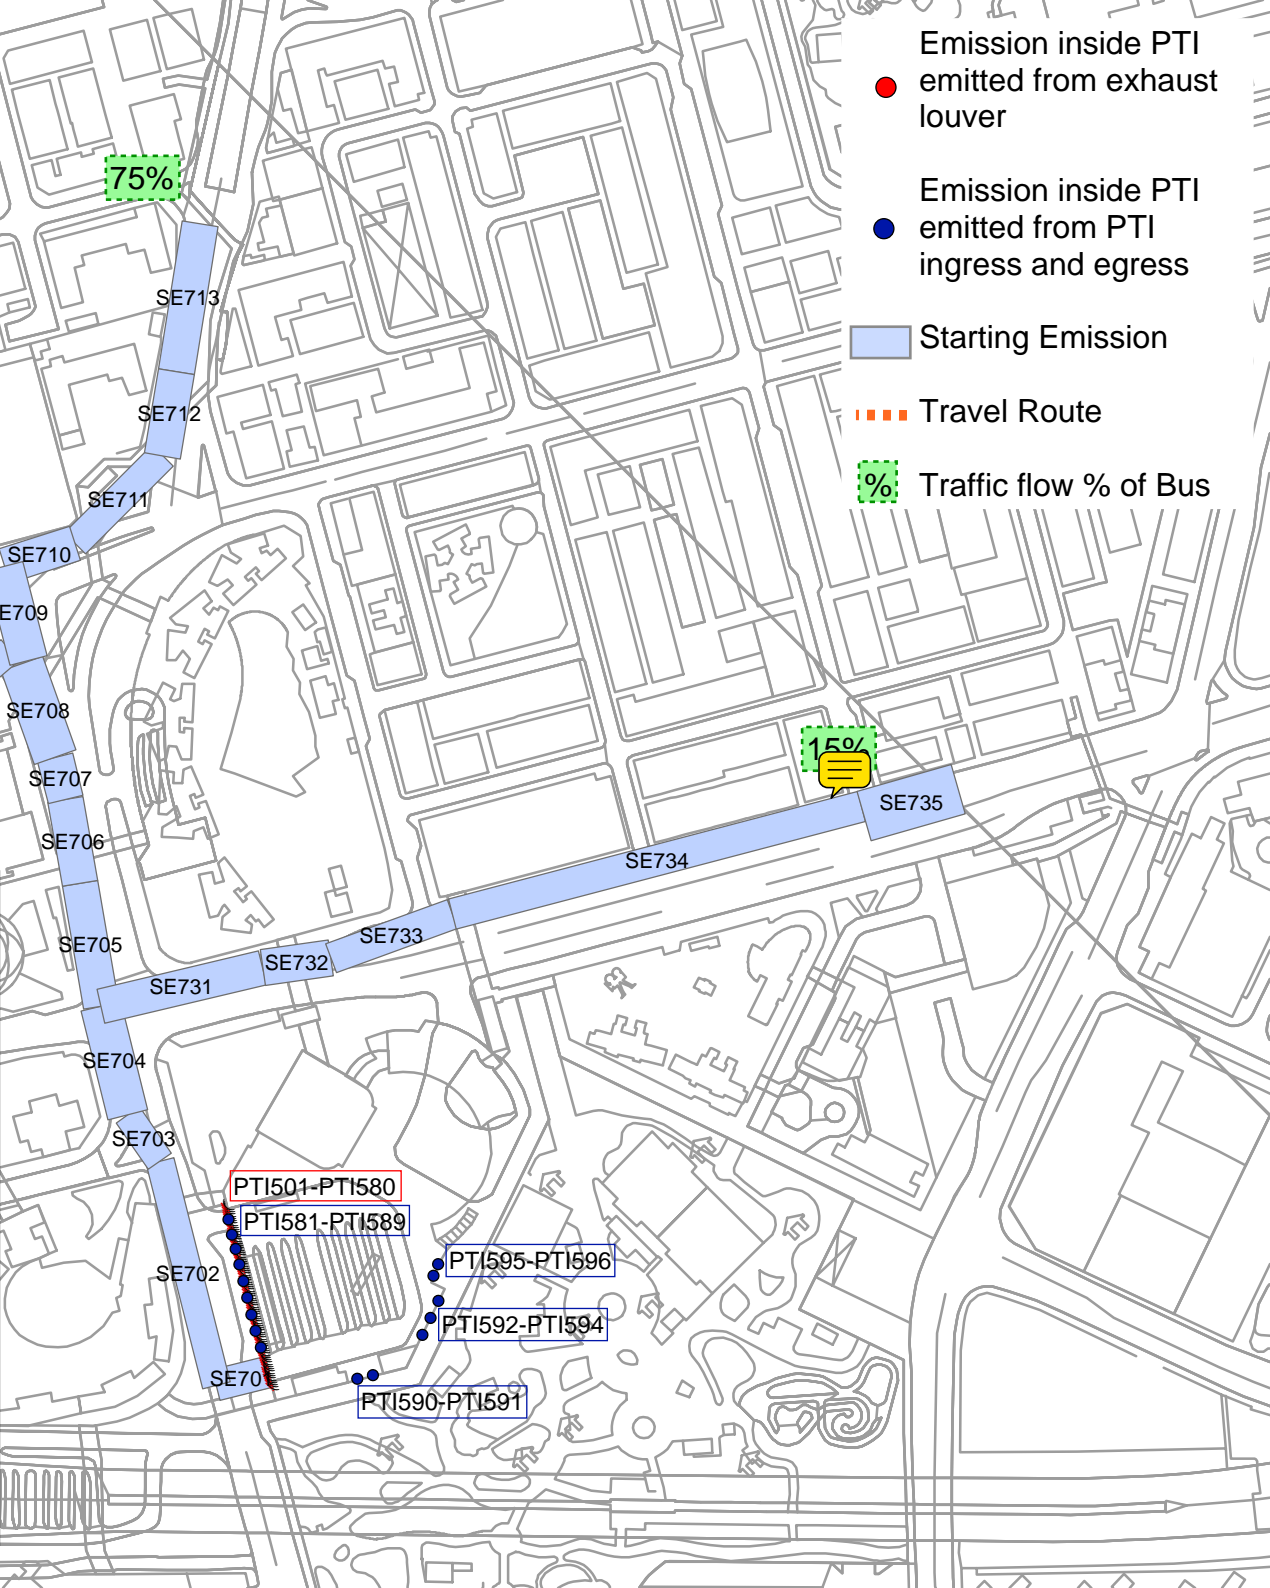 Emission inside PTI
emitted from exhaust
louver
Emission inside PTI
emitted from PTI
ingress and egress
Starting Emission
Travel Route
%
Traffic flow % of Bus
75%
SE713
SE712
SE711
SE710
E709
SE708
SE707
SE706
SE705
15%
SE735
SE734
SE733
SE732
SE731
SE704
SE703
PTI501-PTI580
PTI581-PTI589
SE702
PTI595-PTI596
PTI592-PTI594
SE70
PTI590-PTI591